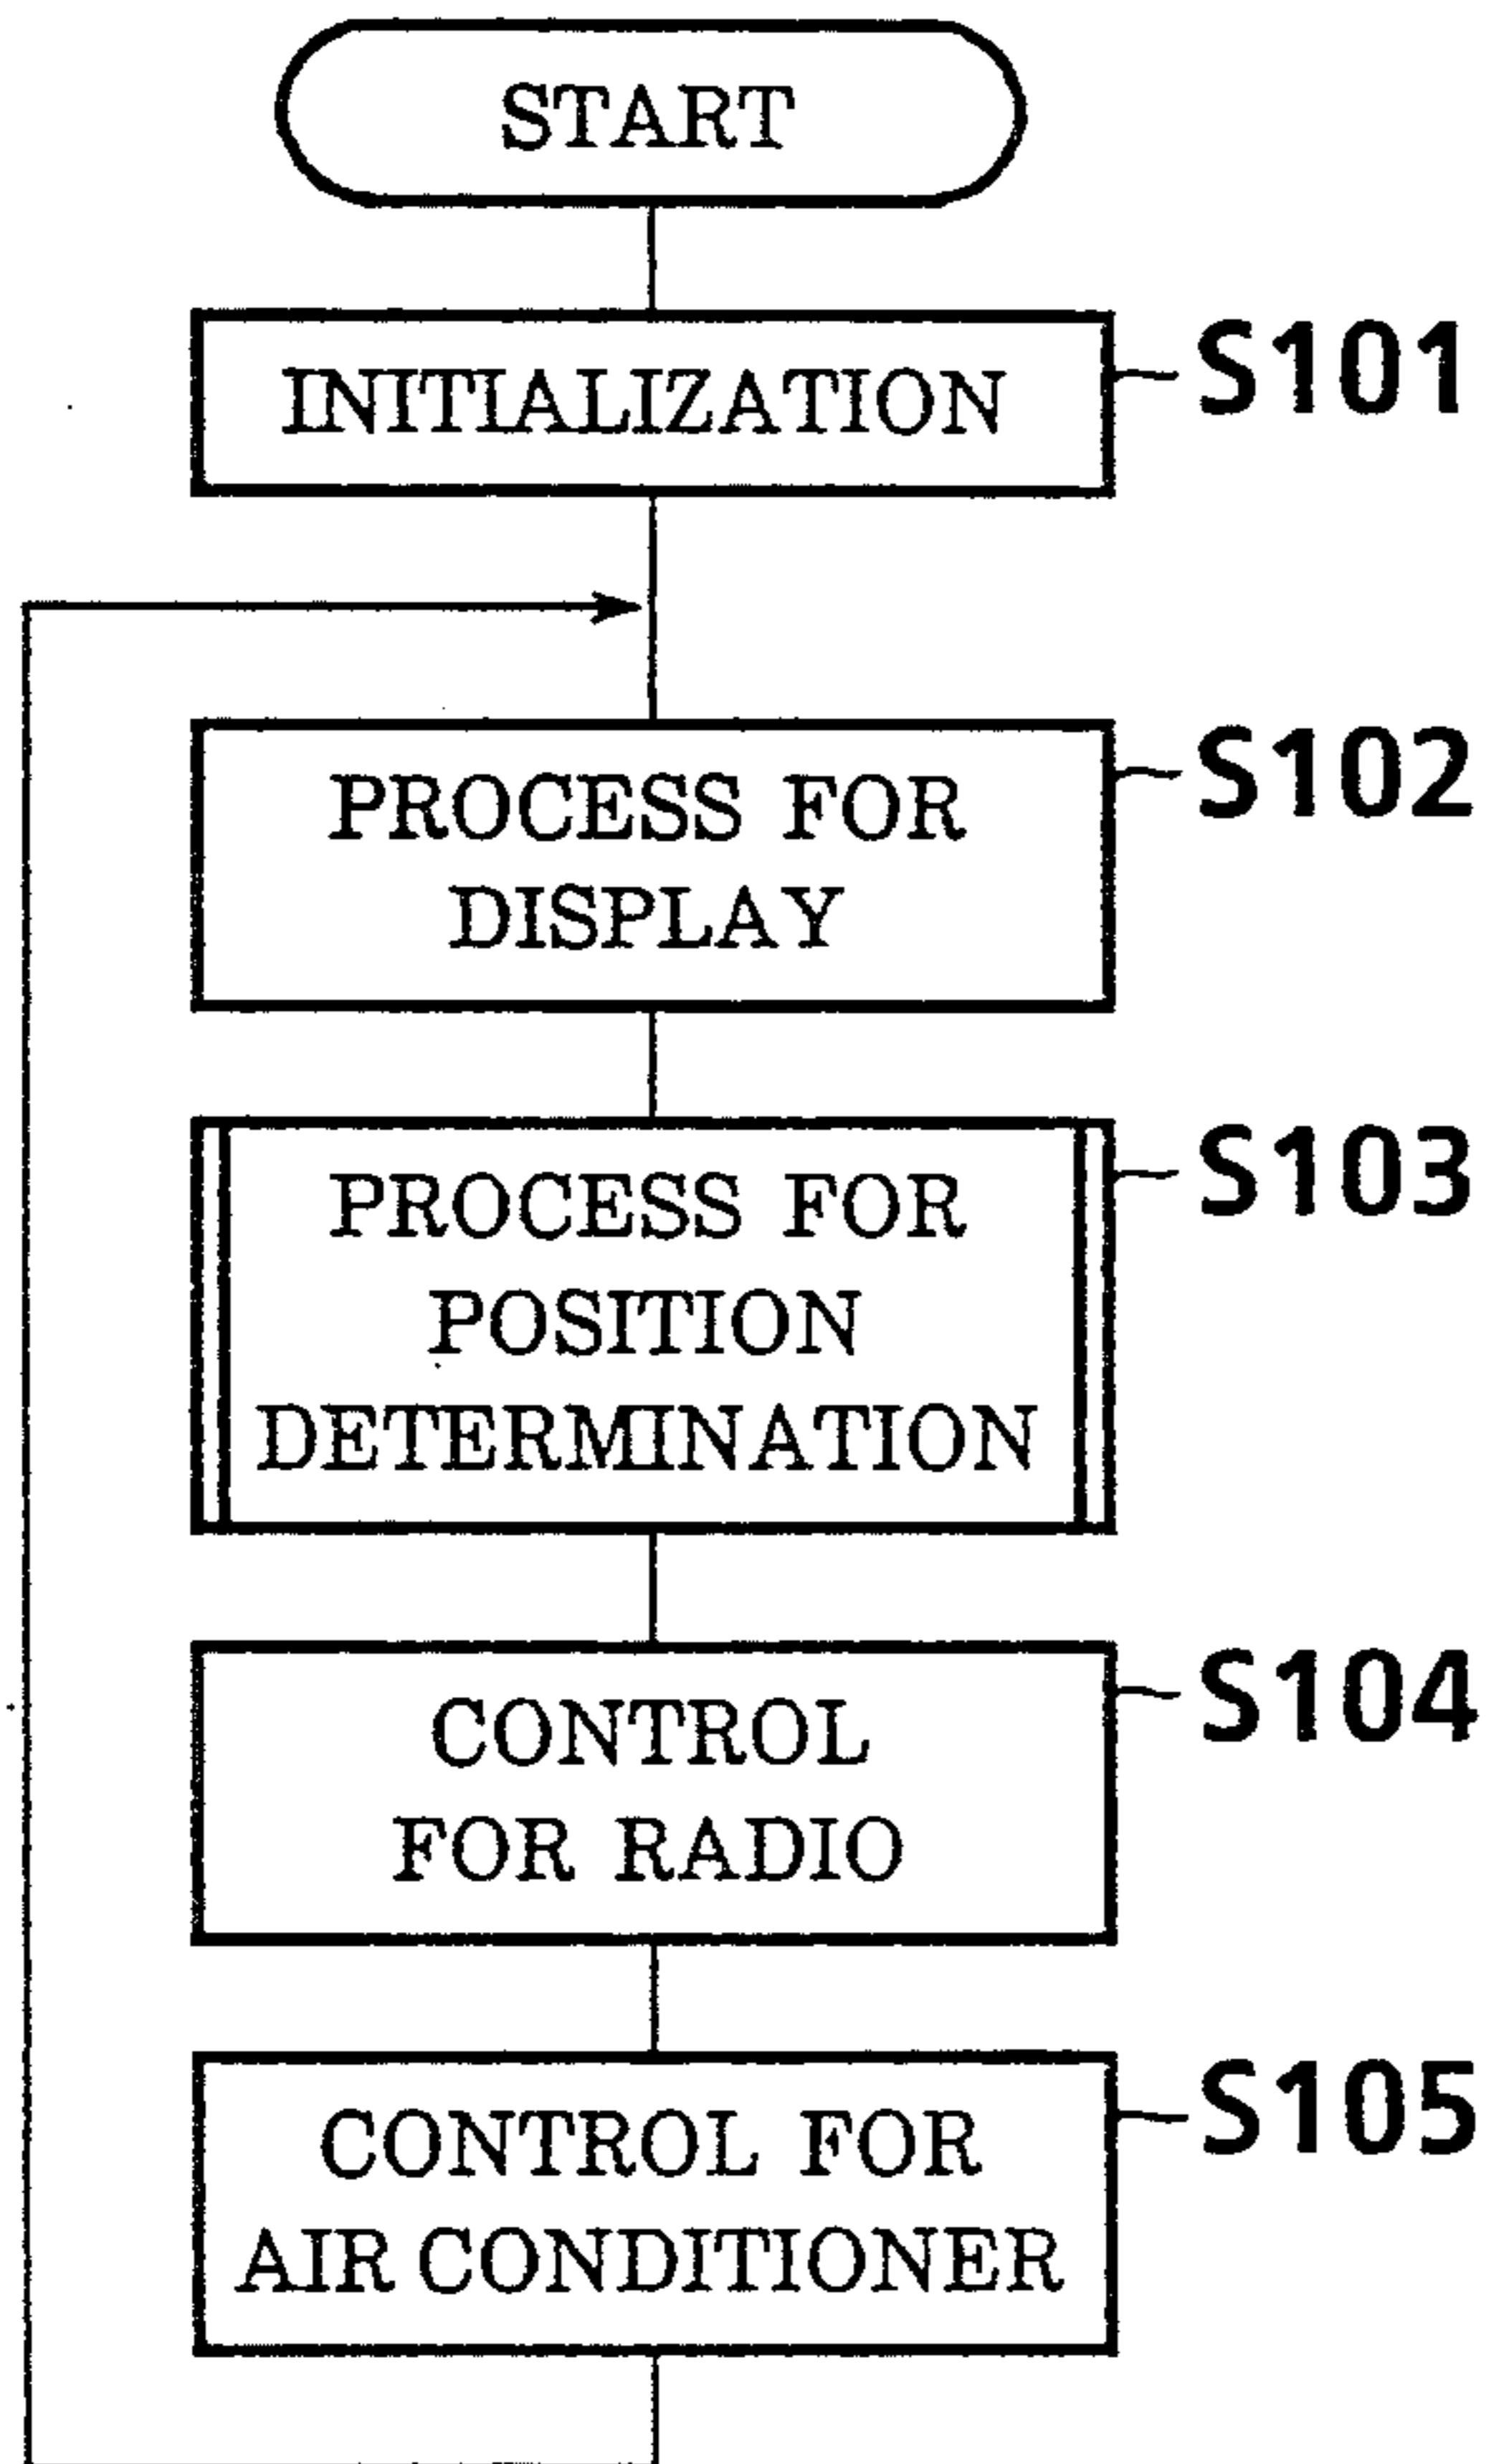 START
INITIALIZATION
S101
PROCESS FOR
DISPLAY
S102
PROCESS FOR
POSITION
DETERMINATION
S103
CONTROL
FOR RADIO
S104
CONTROL FOR
AIR CONDITIONER
S105